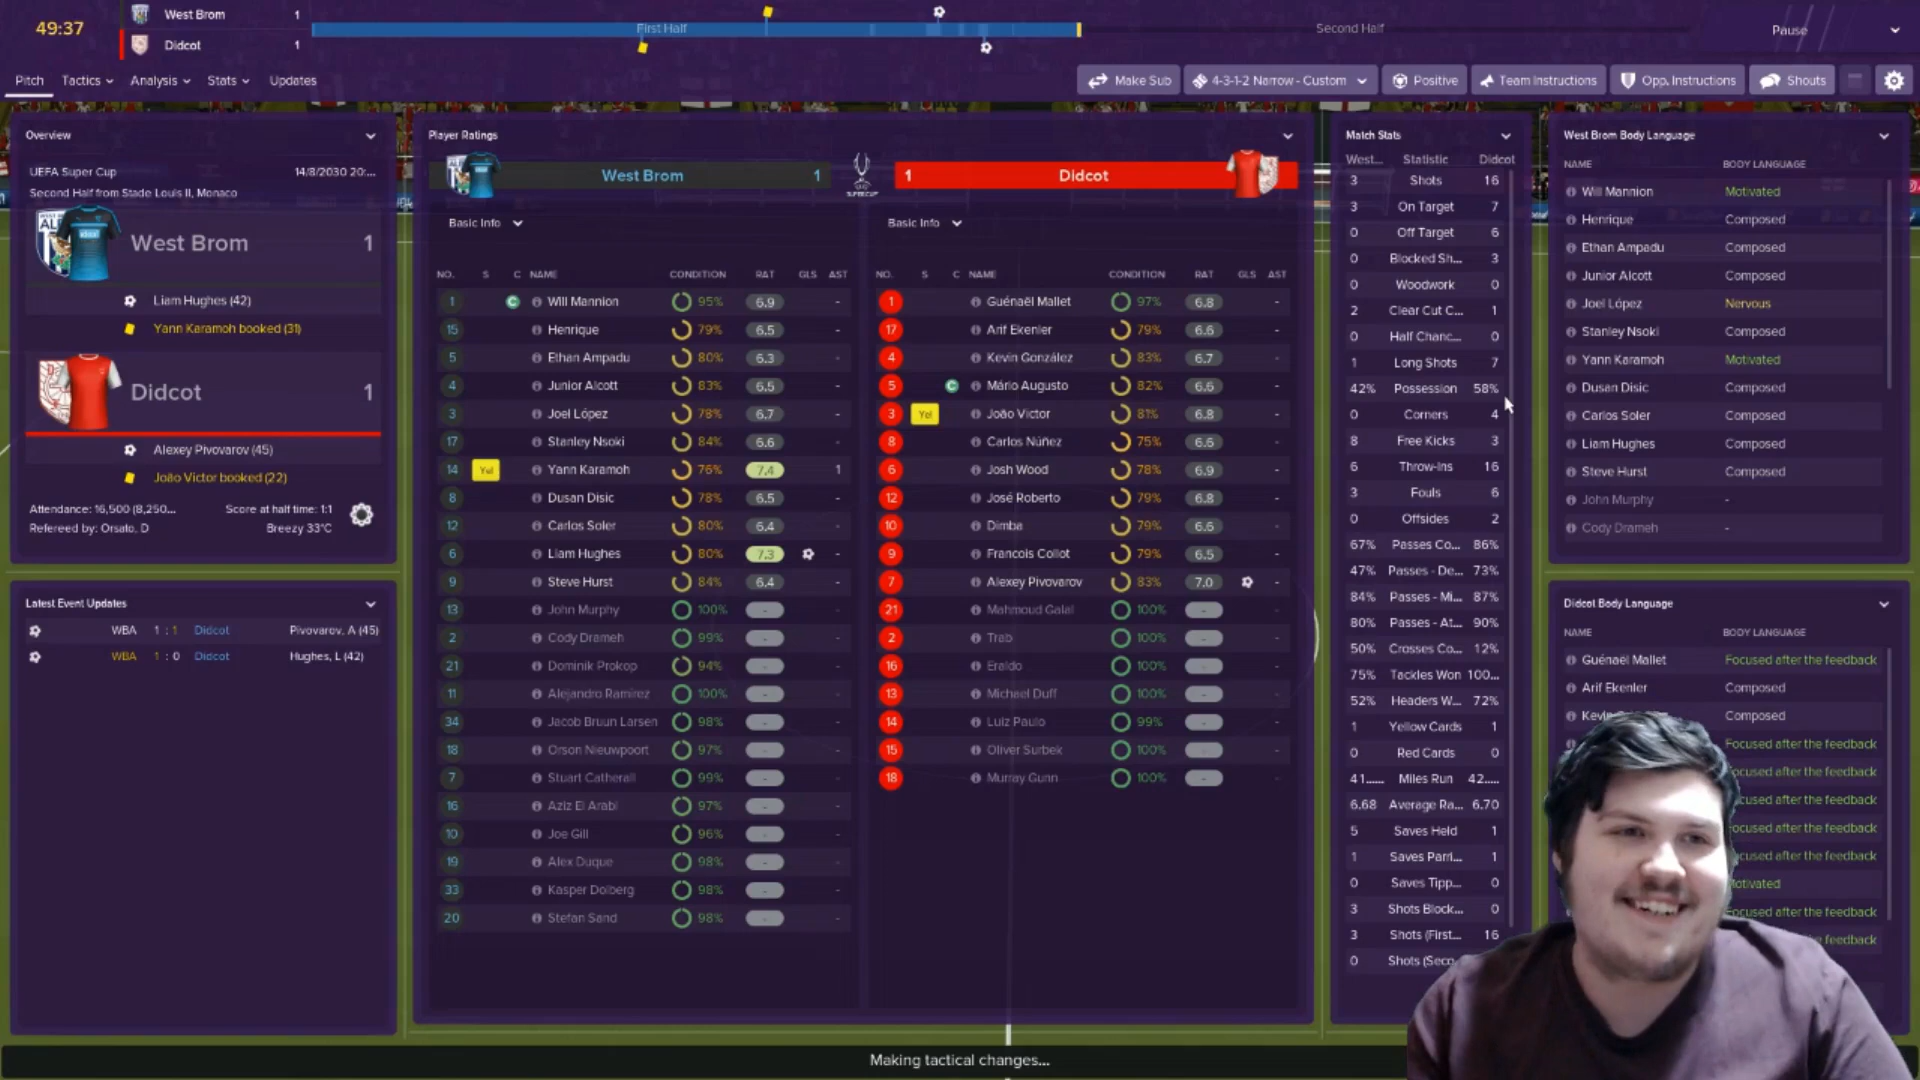 49:37
West Brom 1
Didcot 1
First Half
Second Half
Pause
Pitch
Tactics
Analysis
Stats
Updates
Make Sub
4-3-1-2 Narrow - Custom
Positive
Team Instructions
Opp. Instructions
Shouts
Overview
UEFA Super Cup 14/8/2030 20:...
Second Half from Stade Louis II, Monaco
West Brom 1
Liam Hughes (42)
Yann Karamoh booked (31)
Didcot 1
Alexey Pivovarov (45)
João Victor booked (22)
Attendance: 16,500 (8,250... Score at half time: 1:1
Refereed by: Orsato, D Breezy 33°C
Latest Event Updates
WBA 1 : 1 Didcot Pivovarov, A (45)
WBA 1 : 0 Didcot Hughes, L (42)
Player Ratings
West Brom 1
1 Didcot
Basic Info
NO. S C NAME CONDITION RAT GLS AST
1 C Will Mannion 95% 6.9 -
15 Henrique 79% 6.5 -
5 Ethan Ampadu 80% 6.3 -
4 Junior Alcott 83% 6.5 -
3 Joel López 78% 6.7 -
17 Stanley Nsoki 84% 6.6 -
14 Yel Yann Karamoh 76% 7.4 1
8 Dusan Disic 78% 6.5 -
12 Carlos Soler 80% 6.4 -
6 Liam Hughes 80% 7.3 -
9 Steve Hurst 84% 6.4 -
13 John Murphy 100% - -
2 Cody Drameh 99% - -
21 Dominik Prokop 94% - -
11 Alejandro Ramírez 100% - -
34 Jacob Bruun Larsen 98% - -
18 Orson Nieuwpoort 97% - -
7 Stuart Catherall 99% - -
16 Aziz El Arabi 97% - -
10 Joe Gill 96% - -
19 Alex Duque 98% - -
33 Kasper Dolberg 98% - -
20 Stefan Sand 98% - -
Basic Info
NO. S C NAME CONDITION RAT GLS AST
1 Guénaël Mallet 97% 6.8 -
17 Arif Ekenler 79% 6.6 -
4 Kevin González 83% 6.7 -
5 C Mário Augusto 82% 6.6 -
3 Yel João Victor 81% 6.8 -
8 Carlos Núñez 75% 6.6 -
6 Josh Wood 78% 6.9 -
12 José Roberto 79% 6.8 -
10 Dimba 79% 6.6 -
9 Francois Collot 79% 6.5 -
7 Alexey Pivovarov 83% 7.0 -
21 Mahmoud Galal 100% - -
2 Trab 100% - -
16 Eraldo 100% - -
13 Michael Duff 100% - -
14 Luiz Paulo 99% - -
15 Oliver Surbek 100% - -
18 Murray Gunn 100% - -
Match Stats
West... Statistic Didcot
3 Shots 16
3 On Target 7
0 Off Target 6
0 Blocked Sh... 3
0 Woodwork 0
2 Clear Cut C... 1
0 Half Chanc... 0
1 Long Shots 7
42% Possession 58%
0 Corners 4
8 Free Kicks 3
6 Throw-Ins 16
3 Fouls 6
0 Offsides 2
67% Passes Co... 86%
47% Passes - De... 73%
84% Passes - Mi... 87%
80% Passes - At... 90%
50% Crosses Co... 12%
75% Tackles Won 100...
52% Headers W... 72%
1 Yellow Cards 1
0 Red Cards 0
41...... Miles Run 42.....
6.68 Average Ra... 6.70
5 Saves Held 1
1 Saves Parri... 1
0 Saves Tipp... 0
3 Shots Block... 0
3 Shots (First... 16
0 Shots (Seco...
West Brom Body Language
NAME BODY LANGUAGE
Will Mannion Motivated
Henrique Composed
Ethan Ampadu Composed
Junior Alcott Composed
Joel López Nervous
Stanley Nsoki Composed
Yann Karamoh Motivated
Dusan Disic Composed
Carlos Soler Composed
Liam Hughes Composed
Steve Hurst Composed
John Murphy -
Cody Drameh -
Didcot Body Language
NAME BODY LANGUAGE
Guénaël Mallet Focused after the feedback
Arif Ekenler Composed
Composed
Focused after the feedback
after the feedback
after the feedback
after the feedback
after the feedback
Focused after the feedback
feedback
Making tactical changes...